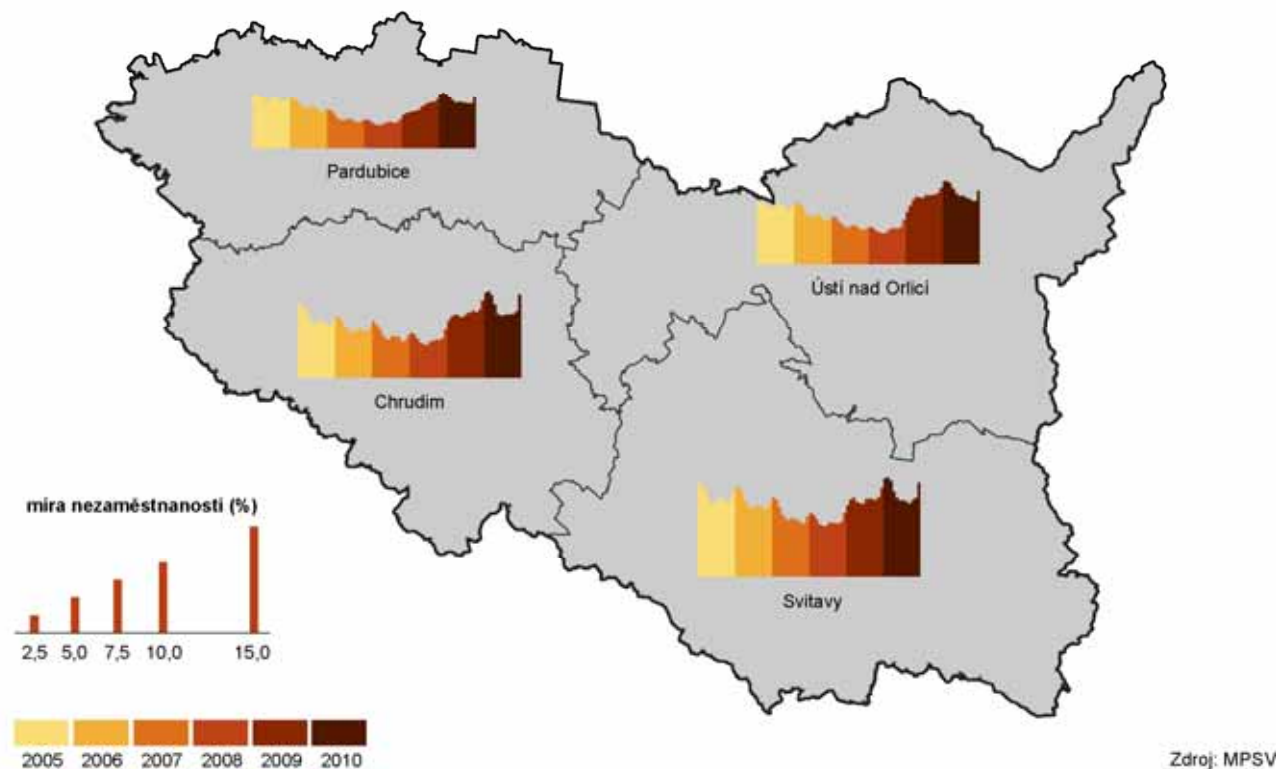 Pardubice
Ústí nad Orlicí
Chrudim
Svitavy
míra nezaměstnanosti (%)
2,5 5,0 7,5 10,0 15,0
2005 2006 2007 2008 2009 2010
Zdroj: MPSV